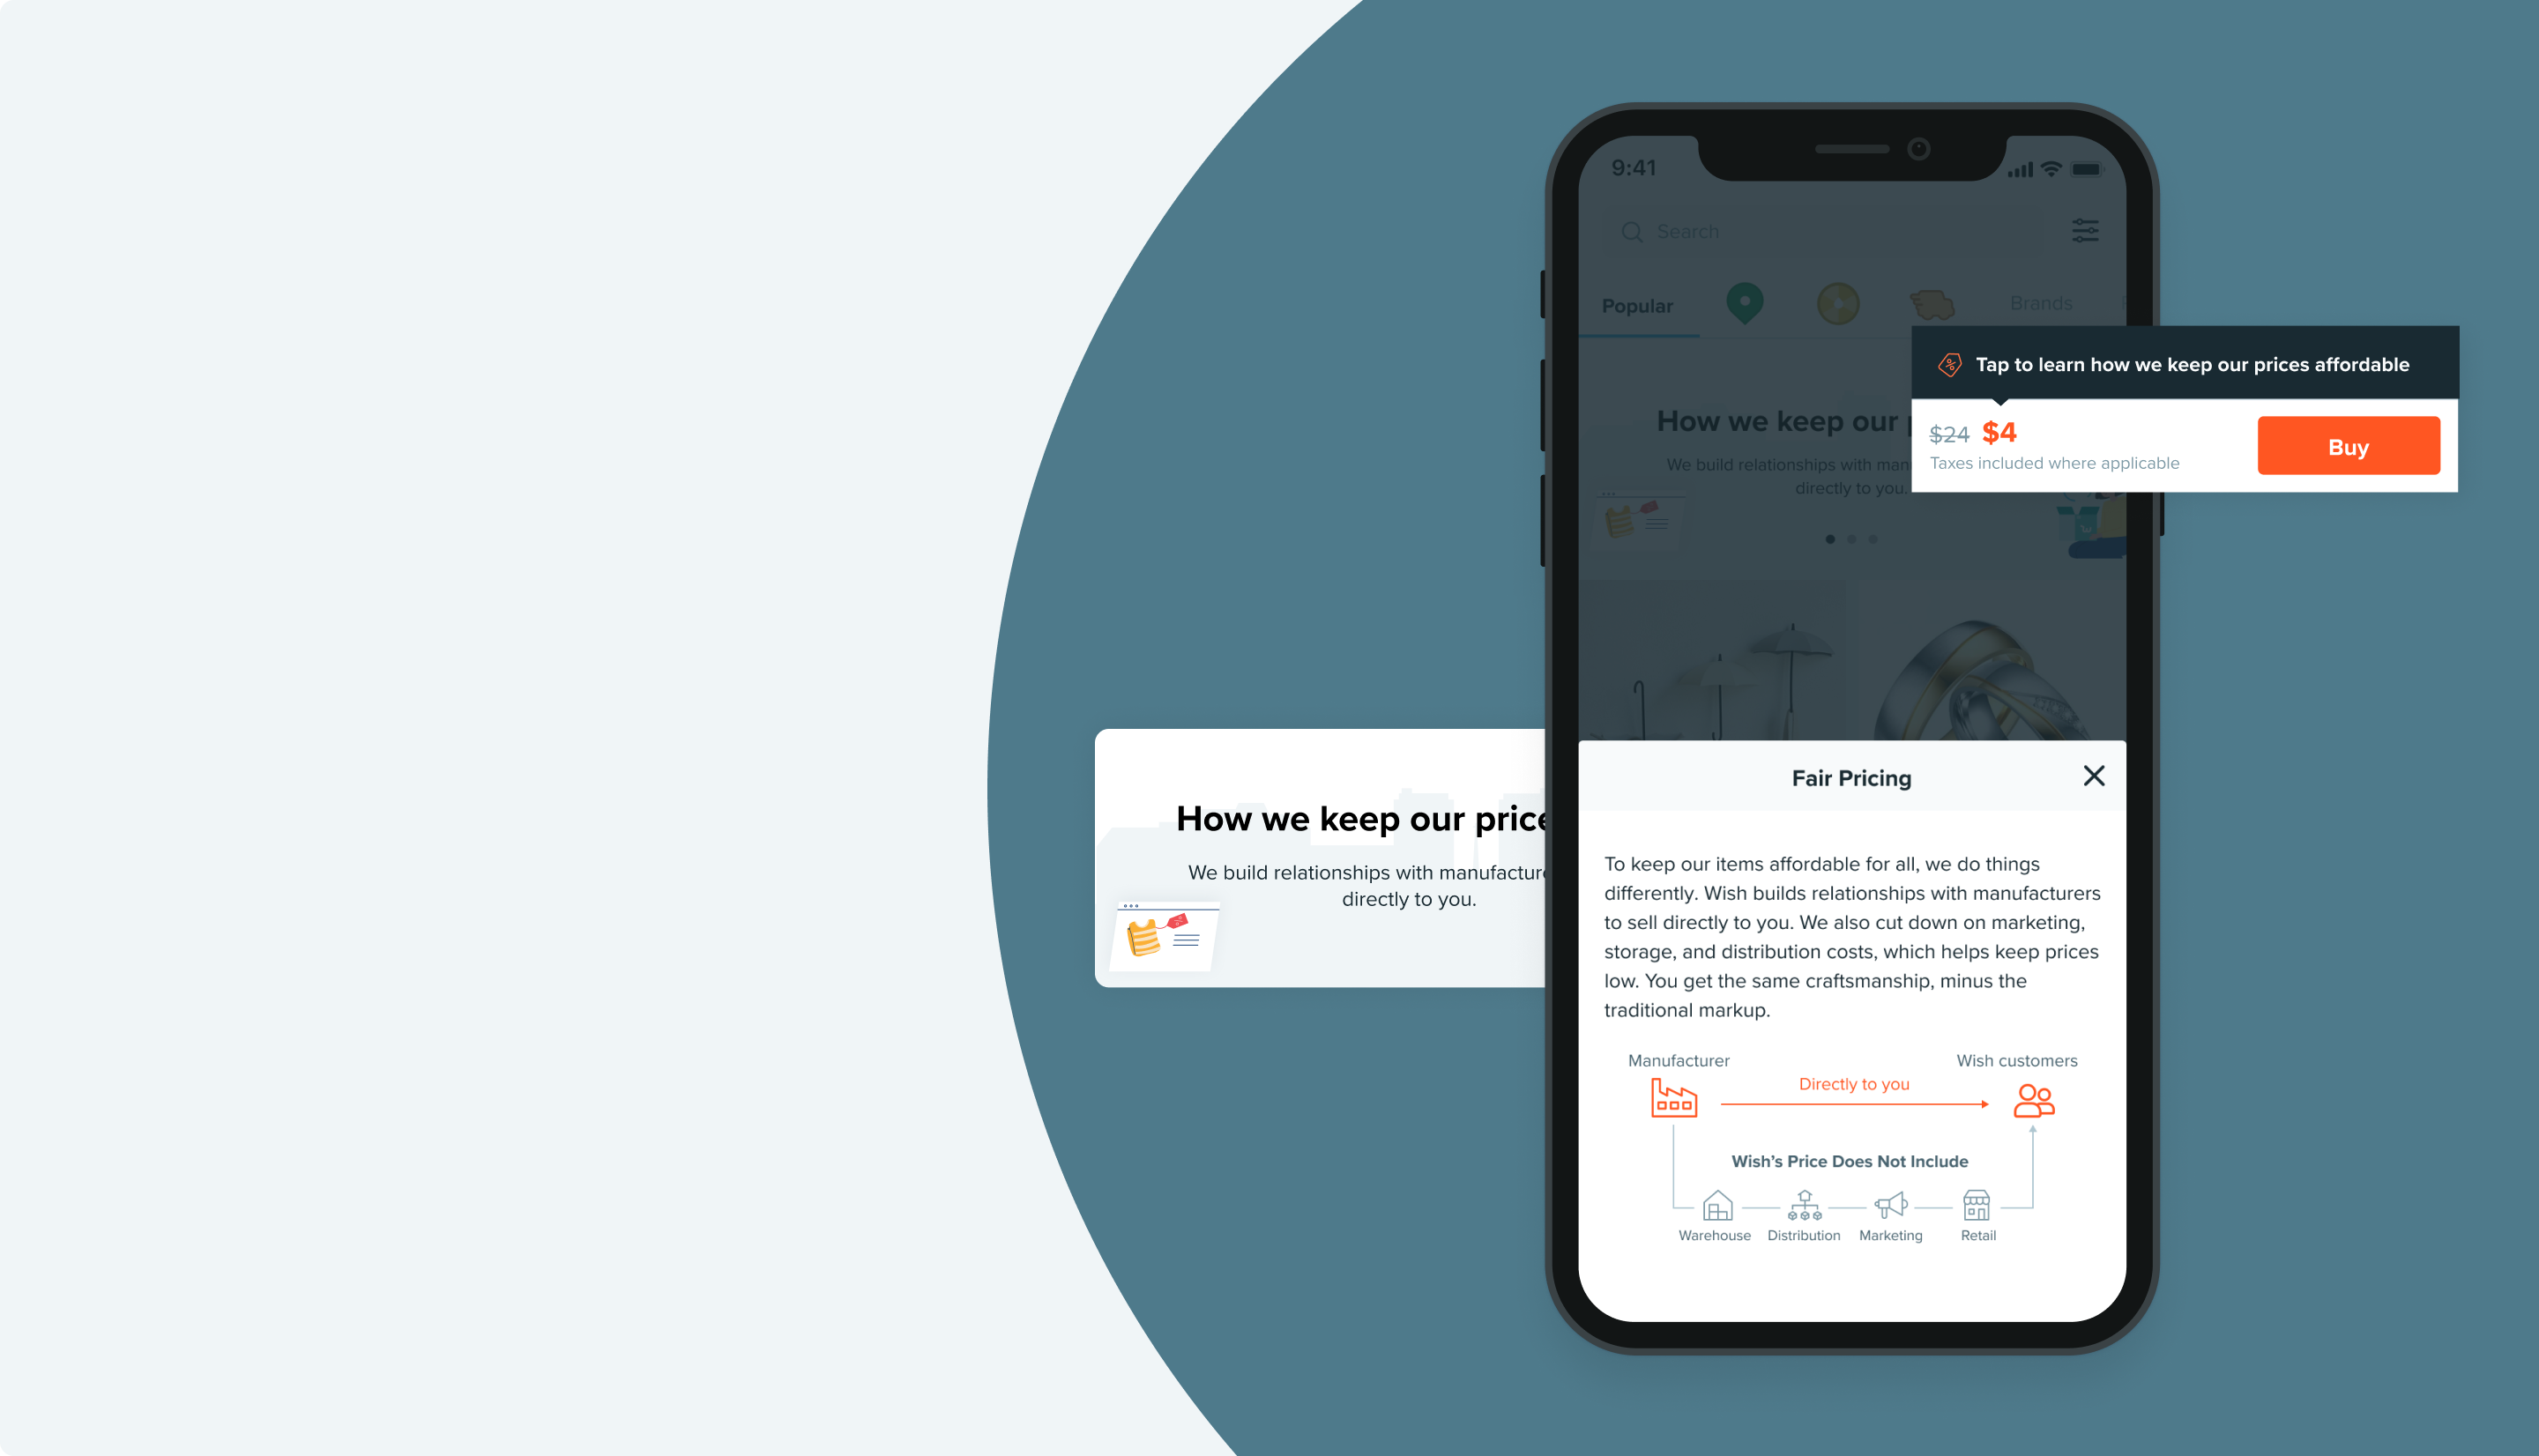 9:41
Search
Popular
Brands
Tap to learn how we keep our prices affordable
$24 $4
Taxes included where applicable
Buy
How we keep our
We build relationships with
directly to you.
How we keep our
We build relationships with
directly to you.
Fair Pricing
To keep our items affordable for all, we do things
differently. Wish builds relationships with manufacturers
to sell directly to you. We also cut down on marketing,
storage, and distribution costs, which helps keep prices
low. You get the same craftsmanship, minus the
traditional markup.
Manufacturer
Wish customers
Directly to you
Wish's Price Does Not Include
Warehouse
Distribution
Marketing
Retail